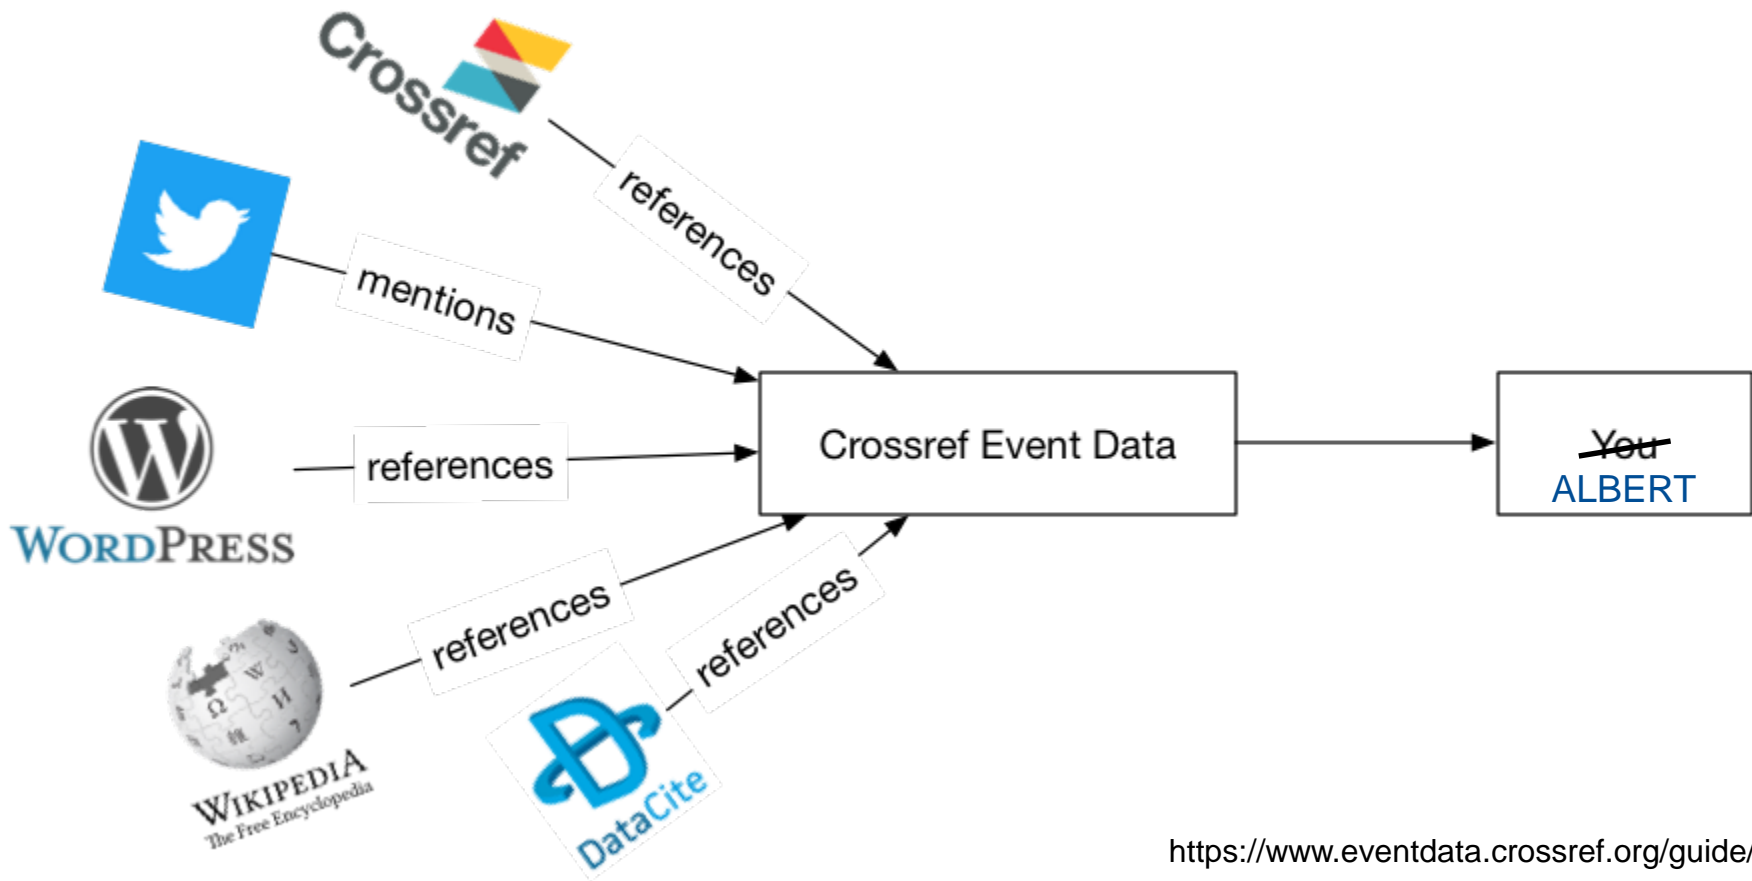 Crossref
references
mentions
WORDPRESS
references
Crossref Event Data
You
ALBERT
references
references
WIKIPEDIA
The Free Encyclopedia
DataCite
https://www.eventdata.crossref.org/guide/